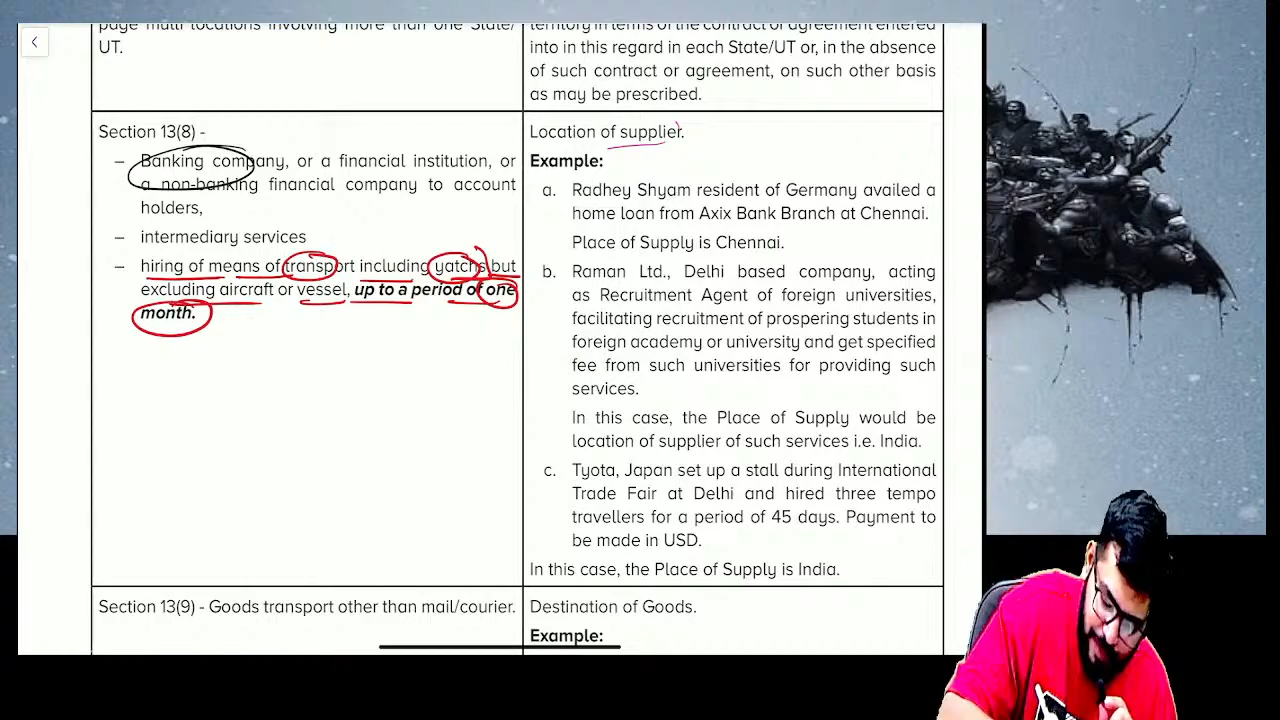 page multi locations involving more than one State/
UT.
territory in terms of the contract or agreement entered
into in this regard in each State/UT or, in the absence
of such contract or agreement, on such other basis
as may be prescribed.
Section 13(8) -
– Banking company, or a financial institution, or
a non-banking financial company to account
holders,
– intermediary services
– hiring of means of transport including yatchs but
excluding aircraft or vessel, up to a period of one
month.
Location of supplier.
Example:
a. Radhey Shyam resident of Germany availed a
home loan from Axix Bank Branch at Chennai.
Place of Supply is Chennai.
b. Raman Ltd., Delhi based company, acting
as Recruitment Agent of foreign universities,
facilitating recruitment of prospering students in
foreign academy or university and get specified
fee from such universities for providing such
services.
In this case, the Place of Supply would be
location of supplier of such services i.e. India.
c. Tyota, Japan set up a stall during International
Trade Fair at Delhi and hired three tempo
travellers for a period of 45 days. Payment to
be made in USD.
In this case, the Place of Supply is India.
Section 13(9) - Goods transport other than mail/courier.
Destination of Goods.
Example: